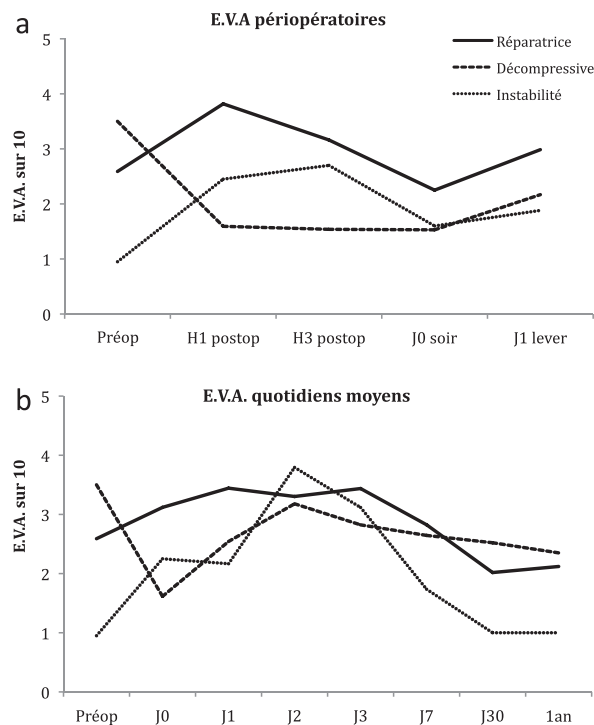 a
E.V.A périopératoires
5
4
3
2
1
0
E.V.A. sur 10
Réparatrice
Décompressive
Instabilité
Préop H1 postop H3 postop J0 soir J1 lever
b
E.V.A. quotidiens moyens
5
4
3
2
1
0
E.V.A. sur 10
Préop J0 J1 J2 J3 J7 J30 1an